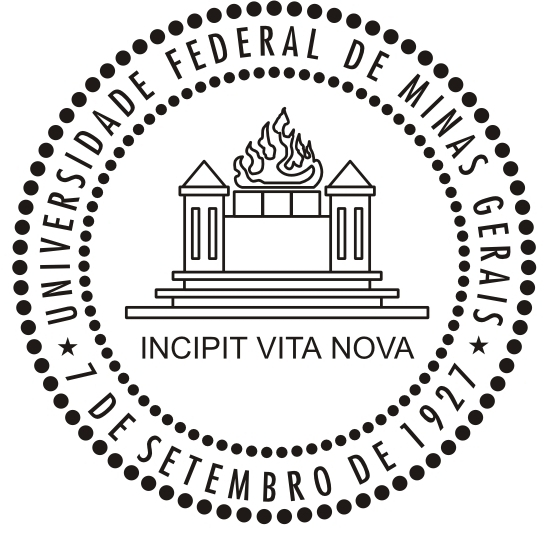 UNIVERSIDADE FEDERAL DE MINAS GERAIS
INCIPIT VITA NOVA
★ 7 DE SETEMBRO DE 1927 ★